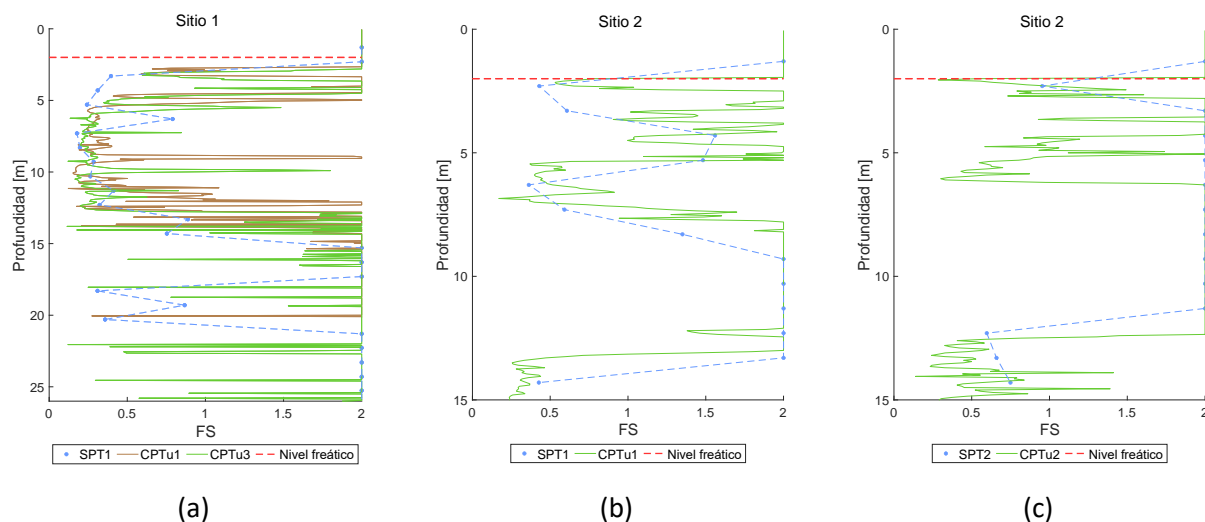 Sitio 1
0
5
10
15
20
25
Profundidad [m]
0 0.5 1 1.5 2
FS
SPT1 CPTu1 CPTu3 Nivel freático
(a)
Sitio 2
0
5
10
15
Profundidad [m]
0 0.5 1 1.5 2
FS
SPT1 CPTu1 Nivel freático
(b)
Sitio 2
0
5
10
15
Profundidad [m]
0 0.5 1 1.5 2
FS
SPT2 CPTu2 Nivel freático
(c)